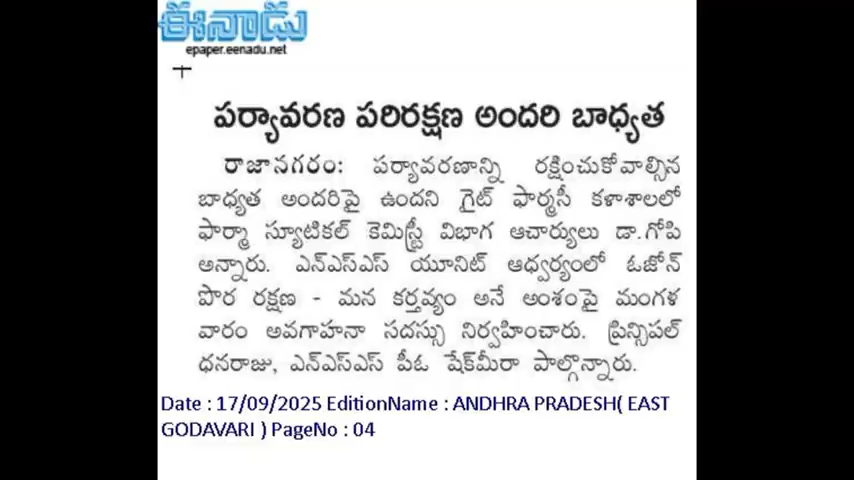 ఈనాడు
epaper.eenadu.net
పర్యావరణ పరిరక్షణ అందరి బాధ్యత
రాజానగరం: పర్యావరణాన్ని రక్షించుకోవాల్సిన
బాధ్యత అందరిపై ఉందని గైట్ ఫార్మసీ కళాశాలలో
ఫార్మా స్యూటికల్ కెమిస్ట్రీ విభాగ ఆచార్యులు డా.గోపి
అన్నారు. ఎన్ఎస్ఎస్ యూనిట్ ఆధ్వర్యంలో ఓజోన్
పొర రక్షణ - మన కర్తవ్యం అనే అంశంపై మంగళ
వారం అవగాహనా సదస్సు నిర్వహించారు. ప్రిన్సిపల్
ధనరాజు, ఎన్ఎస్ఎస్ పీఓ షేక్‌మీరా పాల్గొన్నారు.
Date : 17/09/2025 EditionName : ANDHRA PRADESH( EAST
GODAVARI ) PageNo : 04